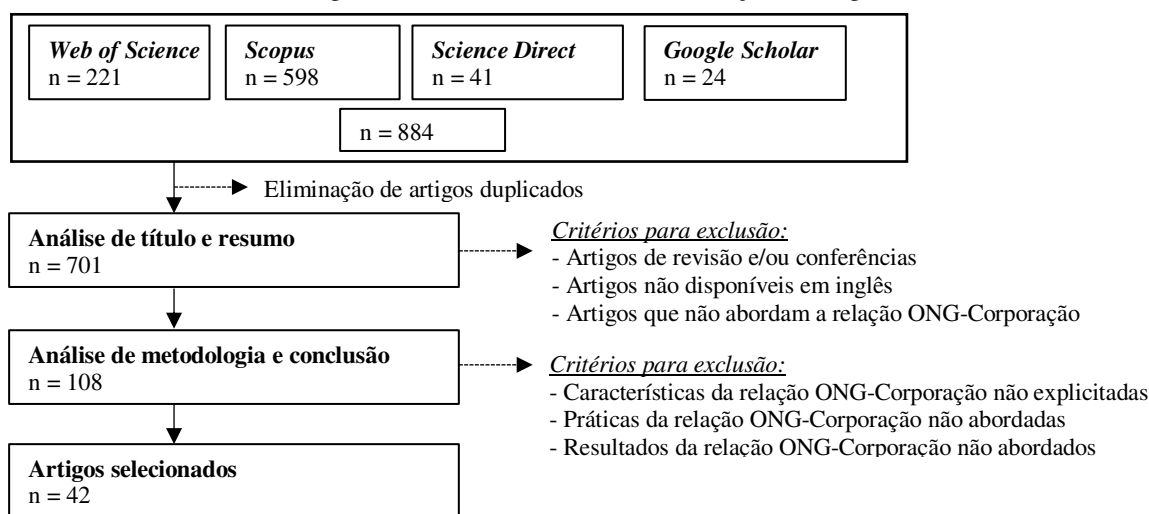 Web of Science
n = 221
Scopus
n = 598
Science Direct
n = 41
Google Scholar
n = 24
n = 884
Eliminação de artigos duplicados
Análise de título e resumo
n = 701
Critérios para exclusão:
- Artigos de revisão e/ou conferências
- Artigos não disponíveis em inglês
- Artigos que não abordam a relação ONG-Corporação
Análise de metodologia e conclusão
n = 108
Critérios para exclusão:
- Características da relação ONG-Corporação não explicitadas
- Práticas da relação ONG-Corporação não abordadas
- Resultados da relação ONG-Corporação não abordados
Artigos selecionados
n = 42